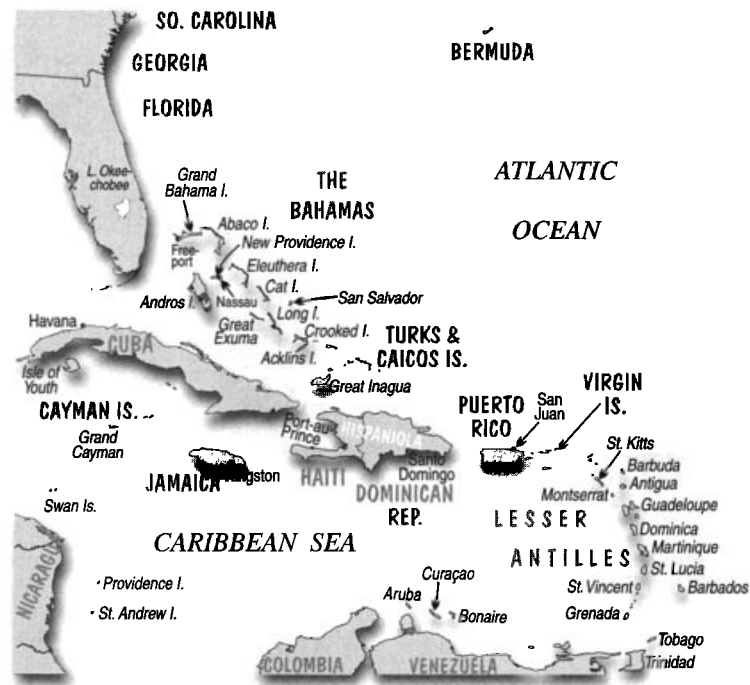 SO. CAROLINA
BERMUDA
GEORGIA
FLORIDA
L. Okee-
chobee
Grand
Bahama I.
THE
BAHAMAS
ATLANTIC
OCEAN
Abaco I.
Free-
port
New Providence I.
Eleuthera I.
Cat I.
Andros I.
Nassau
San Salvador
Long I.
Great
Exuma
Crooked I.
Acklins I.
Havana
CUBA
TURKS &
CAICOS IS.
Isle of
Youth
Great Inagua
CAYMAN IS.
Grand
Cayman
PUERTO
RICO
San
Juan
VIRGIN
IS.
Port-au-
Prince
HISPANIOLA
St. Kitts
JAMAICA
Kingston
HAITI
Santo
Domingo
DOMINICAN
REP.
Barbuda
Antigua
Montserrat
Guadeloupe
Swan Is.
LESSER
ANTILLES
Dominica
CARIBBEAN SEA
Martinique
St. Lucia
NICARAGUA
Providence I.
St. Andrew I.
Curaçao
Aruba
Bonaire
St. Vincent
Barbados
Grenada
Tobago
Trinidad
COLOMBIA
VENEZUELA